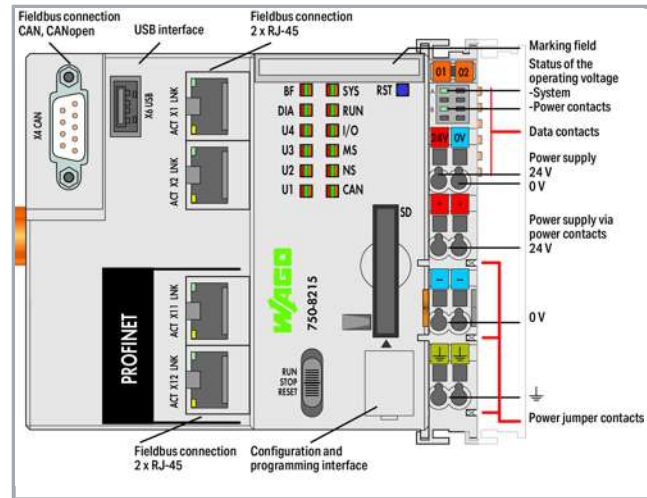 Fieldbus connection
CAN, CANopen
USB interface
Fieldbus connection
2 x RJ-45
Marking field
Status of the
operating voltage
-System
-Power contacts
Data contacts
Power supply
24 V
0 V
Power supply via
power contacts
24 V
0 V
Power jumper contacts
X4 CAN
X6 USB
ACT X1 LNK
ACT X2 LNK
ACT X11 LNK
ACT X12 LNK
PROFINET
BF SYS RST
DIA RUN
U4 I/O
U3 MS
U2 NS
U1 CAN
SD
WAGO
750-8215
RUN
STOP
RESET
01 02
A
B
24V 0V
+ +
− −
Fieldbus connection
2 x RJ-45
Configuration and
programming interface